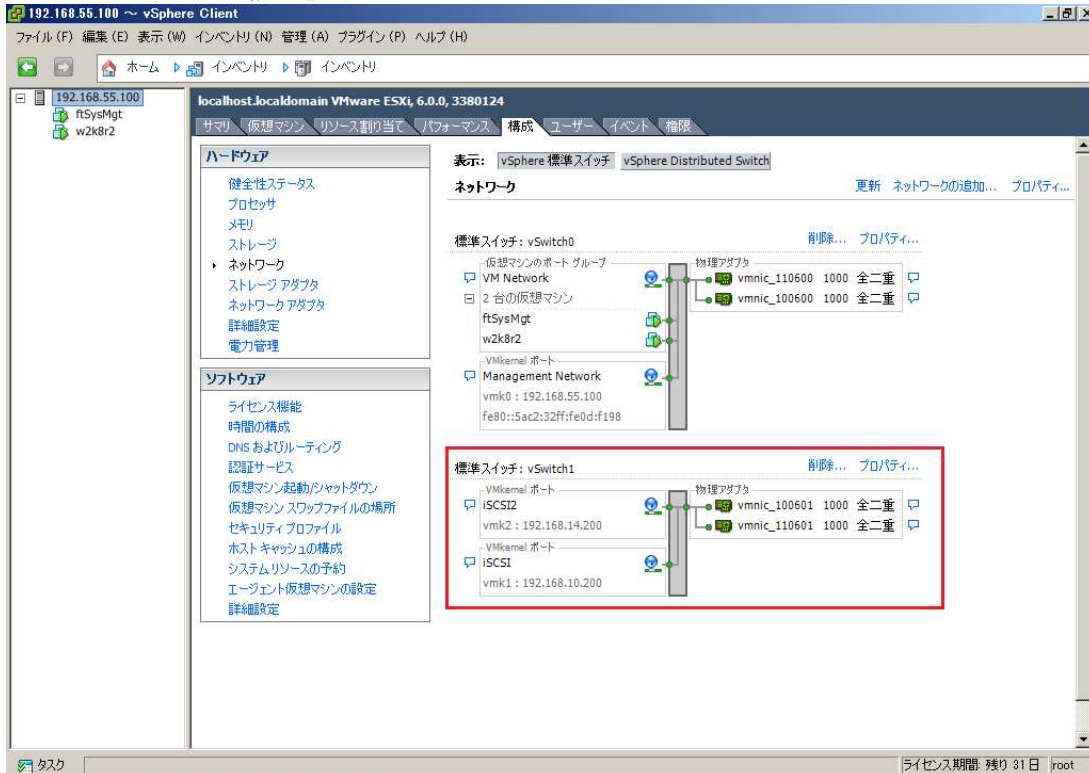 192.168.55.100 ～ vSphere Client
ファイル(F) 編集(E) 表示(W) インベントリ(N) 管理(A) プラグイン(P) ヘルプ(H)
ホーム インベントリ インベントリ
192.168.55.100
ftSysMgt
w2k8r2
localhost.localdomain VMware ESXi, 6.0.0, 3380124
サマリ 仮想マシン リソース割り当て パフォーマンス 構成 ユーザー イベント 権限
ハードウェア
健全性ステータス
プロセッサ
メモリ
ストレージ
ネットワーク
ストレージ アダプタ
ネットワーク アダプタ
詳細設定
電力管理
ソフトウェア
ライセンス機能
時間の構成
DNS およびルーティング
認証サービス
仮想マシン起動/シャットダウン
仮想マシン スワップファイルの場所
セキュリティ プロファイル
ホスト キャッシュの構成
システム リソースの予約
エージェント仮想マシンの設定
詳細設定
表示: vSphere 標準スイッチ vSphere Distributed Switch
ネットワーク 更新 ネットワークの追加... プロパティ...
標準スイッチ: vSwitch0 削除... プロパティ...
仮想マシンのポート グループ 物理アダプタ
VM Network vmnic_110600 1000 全二重
2 台の仮想マシン vmnic_100600 1000 全二重
ftSysMgt
w2k8r2
VMkernel ポート
Management Network
vmk0 : 192.168.55.100
fe80::5ac2:32ff:fe0d:f198
標準スイッチ: vSwitch1 削除... プロパティ...
VMkernel ポート 物理アダプタ
iSCSI2 vmnic_100601 1000 全二重
vmk2 : 192.168.14.200 vmnic_110601 1000 全二重
VMkernel ポート
iSCSI
vmk1 : 192.168.10.200
タスク ライセンス期間: 残り 31 日 root